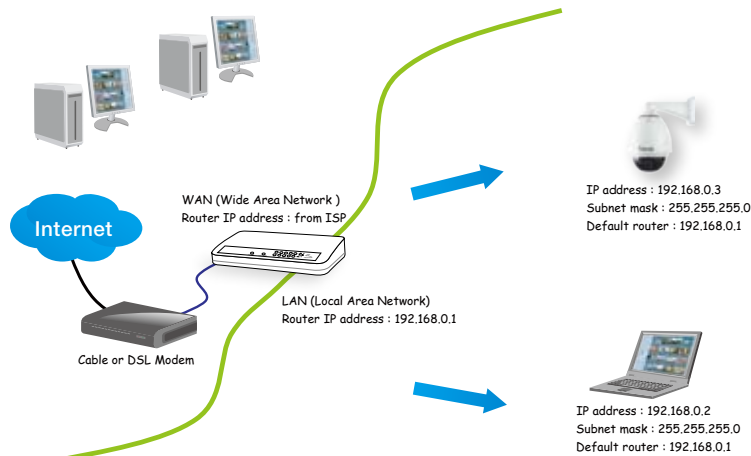 WAN (Wide Area Network )
Router IP address : from ISP
Internet
LAN (Local Area Network)
Router IP address : 192.168.0.1
Cable or DSL Modem
IP address : 192.168.0.3
Subnet mask : 255.255.255.0
Default router : 192.168.0.1
IP address : 192.168.0.2
Subnet mask : 255.255.255.0
Default router : 192.168.0.1